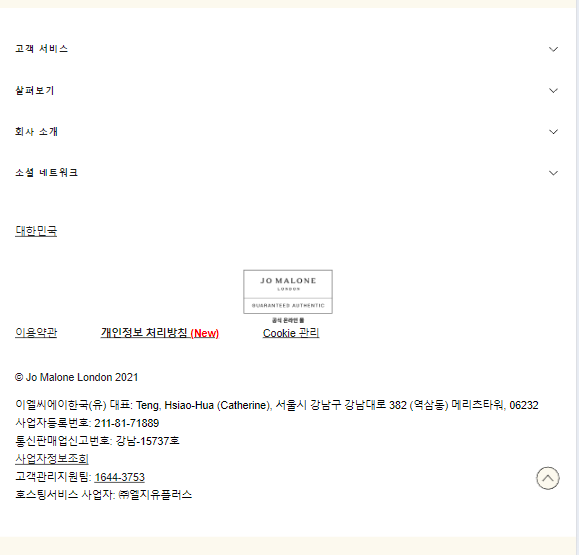 고객 서비스
살펴보기
회사 소개
소셜 네트워크
대한민국
JO MALONE
LONDON
GUARANTEED AUTHENTIC
공식 온라인 몰
이용약관 개인정보 처리방침 (New) Cookie 관리
© Jo Malone London 2021
이엘씨에이한국(유) 대표: Teng, Hsiao-Hua (Catherine), 서울시 강남구 강남대로 382 (역삼동) 메리츠타워, 06232
사업자등록번호: 211-81-71889
통신판매업신고번호: 강남-15737호
사업자정보조회
고객관리지원팀: 1644-3753
호스팅서비스 사업자: ㈜엘지유플러스